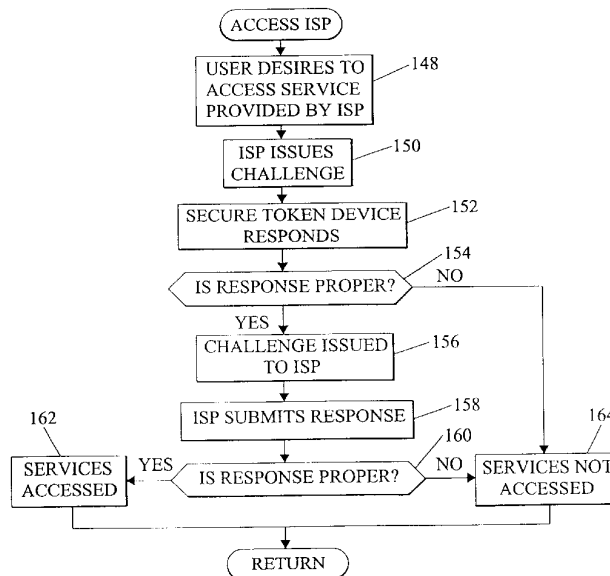 ACCESS ISP
USER DESIRES TO
ACCESS SERVICE
PROVIDED BY ISP
148
ISP ISSUES
CHALLENGE
150
SECURE TOKEN DEVICE
RESPONDS
152
154
IS RESPONSE PROPER?
NO
YES
CHALLENGE ISSUED
TO ISP
156
ISP SUBMITS RESPONSE
158
162
160
164
SERVICES
ACCESSED
YES
IS RESPONSE PROPER?
NO
SERVICES NOT
ACCESSED
RETURN